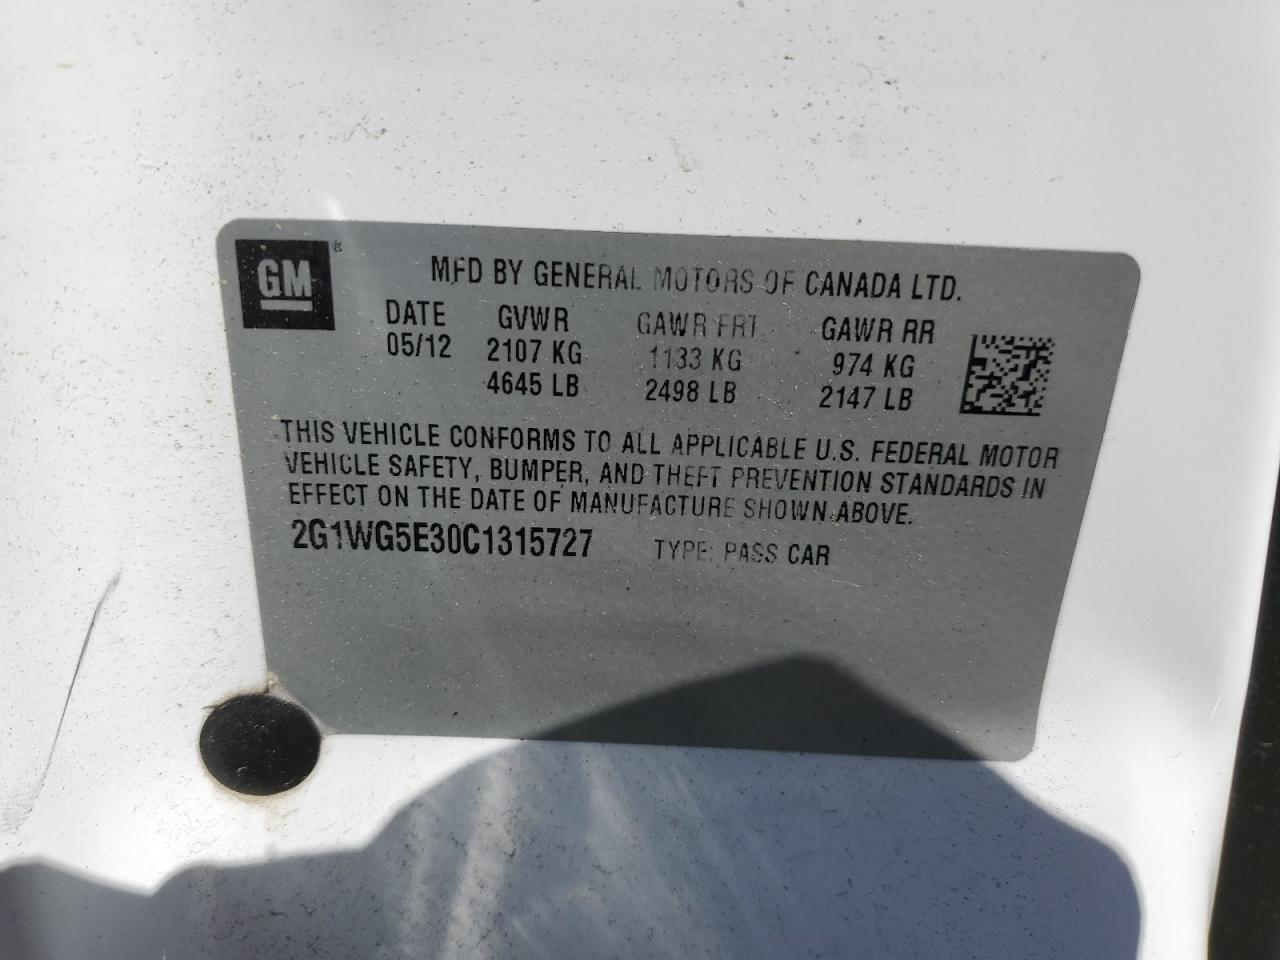 GM ®
MFD BY GENERAL MOTORS OF CANADA LTD.
DATE GVWR GAWR FRT GAWR RR
05/12 2107 KG 1133 KG 974 KG
4645 LB 2498 LB 2147 LB
THIS VEHICLE CONFORMS TO ALL APPLICABLE U.S. FEDERAL MOTOR
VEHICLE SAFETY, BUMPER, AND THEFT PREVENTION STANDARDS IN
EFFECT ON THE DATE OF MANUFACTURE SHOWN ABOVE.
2G1WG5E30C1315727 TYPE: PASS CAR